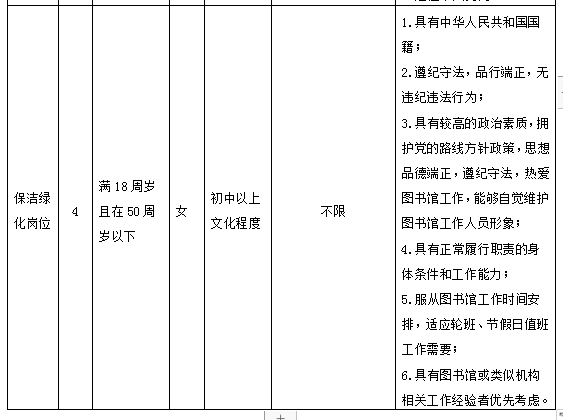 保洁绿
化岗位
4
满 18 周岁
且在 50 周
岁以下
女
初中以上
文化程度
不限
1.具有中华人民共和国国
籍；
2.遵纪守法，品行端正，无
违纪违法行为；
3.具有较高的政治素质，拥
护党的路线方针政策，思想
品德端正，遵纪守法，热爱
图书馆工作，能够自觉维护
图书馆工作人员形象；
4.具有正常履行职责的身
体条件和工作能力；
5.服从图书馆工作时间安
排，适应轮班、节假日值班
工作需要；
6.具有图书馆或类似机构
相关工作经验者优先考虑。